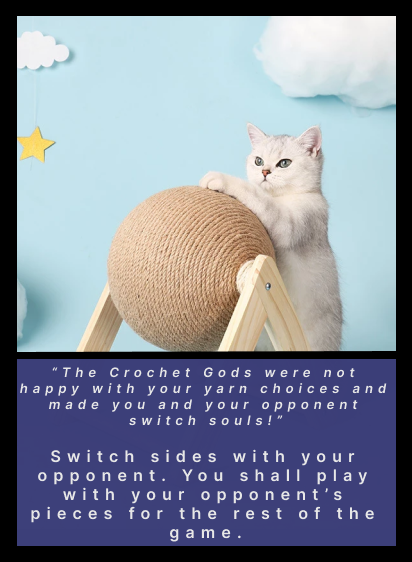 “The Crochet Gods were not
happy with your yarn choices and
made you and your opponent
switch souls!”
Switch sides with your
opponent. You shall play
with your opponent’s
pieces for the rest of the
game.